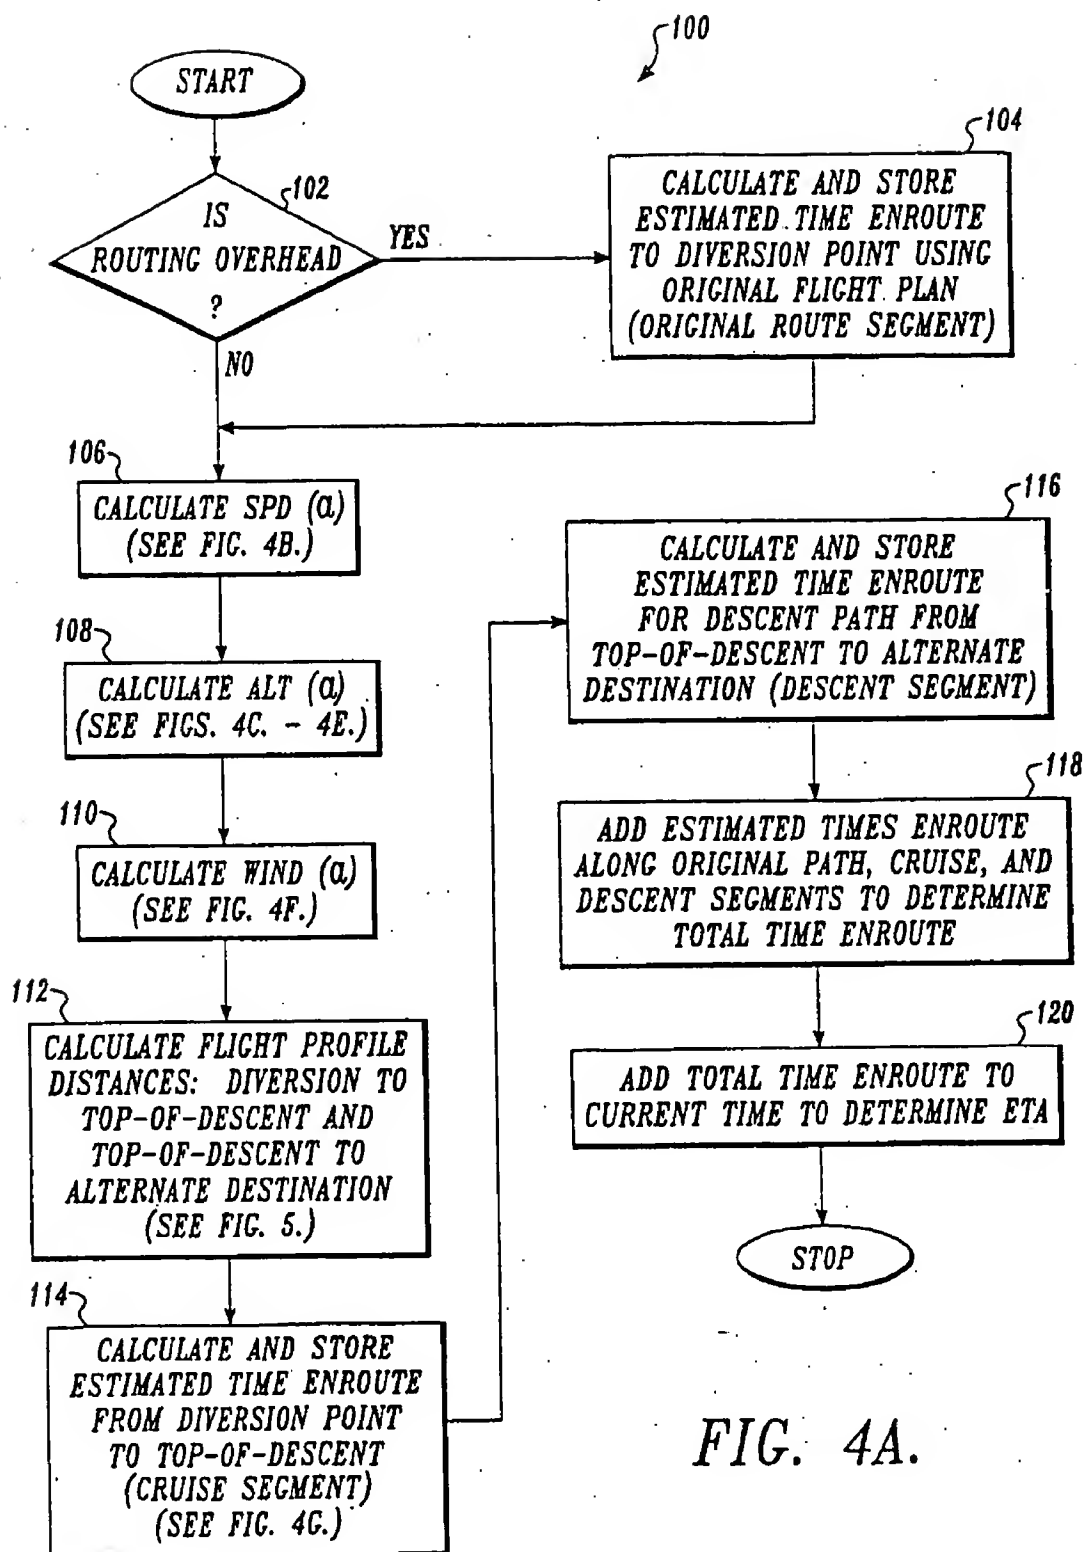 100
START
102
IS
ROUTING OVERHEAD
?
YES
NO
104
CALCULATE AND STORE
ESTIMATED TIME ENROUTE
TO DIVERSION POINT USING
ORIGINAL FLIGHT PLAN
(ORIGINAL ROUTE SEGMENT)
106
CALCULATE SPD (a)
(SEE FIG. 4B.)
108
CALCULATE ALT (a)
(SEE FIGS. 4C. - 4E.)
110
CALCULATE WIND (a)
(SEE FIG. 4F.)
112
CALCULATE FLIGHT PROFILE
DISTANCES: DIVERSION TO
TOP-OF-DESCENT AND
TOP-OF-DESCENT TO
ALTERNATE DESTINATION
(SEE FIG. 5.)
114
CALCULATE AND STORE
ESTIMATED TIME ENROUTE
FROM DIVERSION POINT
TO TOP-OF-DESCENT
(CRUISE SEGMENT)
(SEE FIG. 4G.)
116
CALCULATE AND STORE
ESTIMATED TIME ENROUTE
FOR DESCENT PATH FROM
TOP-OF-DESCENT TO ALTERNATE
DESTINATION (DESCENT SEGMENT)
118
ADD ESTIMATED TIMES ENROUTE
ALONG ORIGINAL PATH, CRUISE, AND
DESCENT SEGMENTS TO DETERMINE
TOTAL TIME ENROUTE
120
ADD TOTAL TIME ENROUTE TO
CURRENT TIME TO DETERMINE ETA
STOP
FIG. 4A.